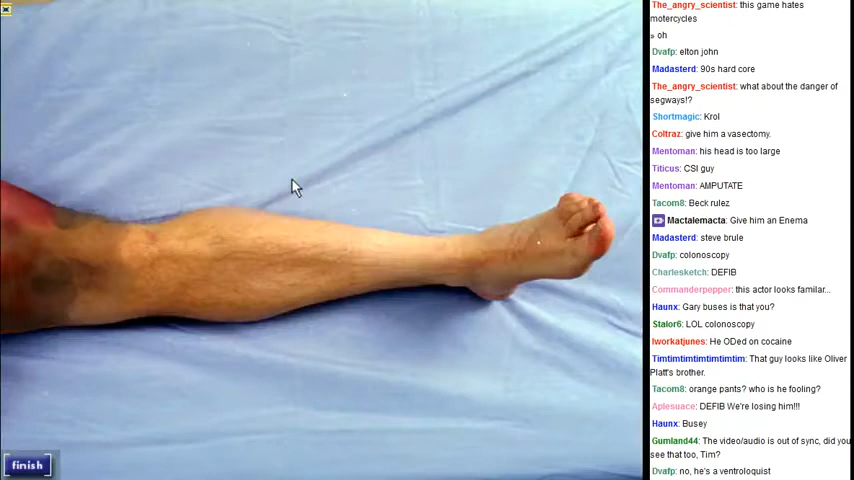 The_angry_scientist: this game hates
motercycles
oh
Dvafp: elton john
Madasterd: 90s hard core
The_angry_scientist: what about the danger of
segways!?
Shortmagic: Krol
Coltraz: give him a vasectomy.
Mentoman: his head is too large
Titicus: CSI guy
Mentoman: AMPUTATE
Tacom8: Beck rulez
Mactalemacta: Give him an Enema
Madasterd: steve brule
Dvafp: colonoscopy
Charlesketch: DEFIB
Commanderpepper: this actor looks familar...
Haunx: Gary buses is that you?
Stalor6: LOL colonoscopy
Iworkatjunes: He ODed on cocaine
Timtimtimtimtimtimtim: That guy looks like Oliver
Platt's brother.
Tacom8: orange pants? who is he fooling?
Aplesuace: DEFIB We're losing him!!!
Haunx: Busey
Gumland44: The video/audio is out of sync, did you
see that too, Tim?
Dvafp: no, he's a ventroloquist
finish